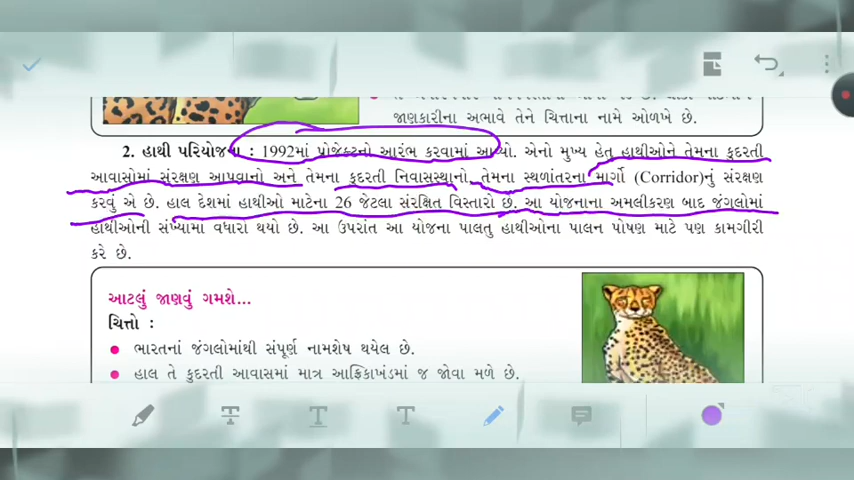 જાણકારીના અભાવે તેને ચિત્તાના નામે ઓળખે છે.
2. હાથી પરિયોજના : 1992માં પ્રોજેક્ટનો આરંભ કરવામાં આવ્યો. એનો મુખ્ય હેતુ હાથીઓને તેમના કુદરતી
આવાસોમાં સંરક્ષણ આપવાનો અને તેમના કુદરતી નિવાસસ્થાનો, તેમના સ્થળાંતરના માર્ગો (Corridor)નું સંરક્ષણ
કરવું એ છે. હાલ દેશમાં હાથીઓ માટેના 26 જેટલા સંરક્ષિત વિસ્તારો છે. આ યોજનાના અમલીકરણ બાદ જંગલોમાં
હાથીઓની સંખ્યામાં વધારો થયો છે. આ ઉપરાંત આ યોજના પાલતુ હાથીઓના પાલન પોષણ માટે પણ કામગીરી
કરે છે.
આટલું જાણવું ગમશે...
ચિત્તો :
ભારતનાં જંગલોમાંથી સંપૂર્ણ નામશેષ થયેલ છે.
હાલ તે કુદરતી આવાસમાં માત્ર આફ્રિકાખંડમાં જ જોવા મળે છે.